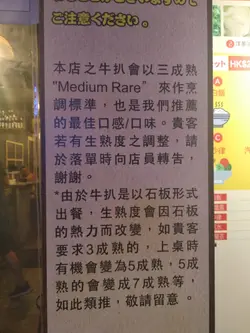 ご注意ください。
本店之牛扒會以三成熟
"Medium Rare" 來作烹
調標準，也是我們推薦
的最佳口感/口味。貴客
若有生熟度之調整，請
於落單時向店員轉告，
謝謝。
*由於牛扒是以石板形式
出餐，生熟度會因石板
的熱力而改變，如貴客
要求3成熟的，上桌時
有機會變為5成熟，5成
熟的會變成7成熟等，
如此類推，敬請留意 。
HK$